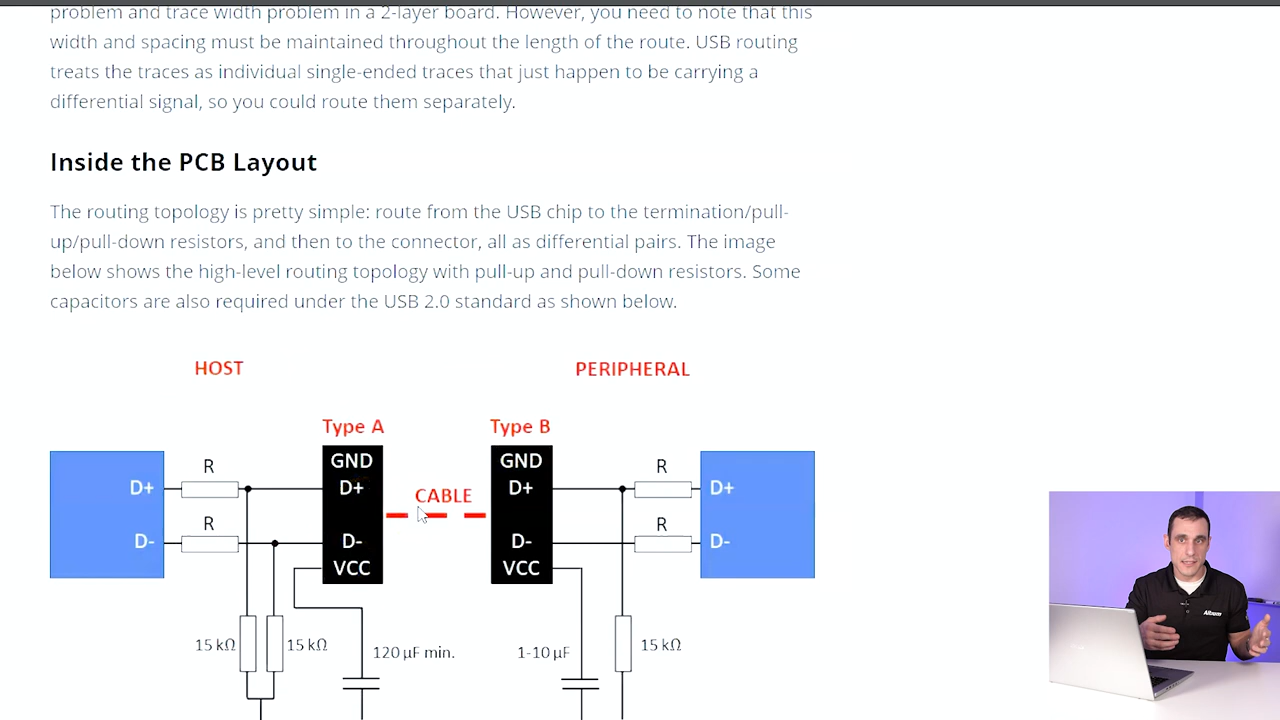 problem and trace width problem in a 2-layer board. However, you need to note that this
width and spacing must be maintained throughout the length of the route. USB routing
treats the traces as individual single-ended traces that just happen to be carrying a
differential signal, so you could route them separately.
Inside the PCB Layout
The routing topology is pretty simple: route from the USB chip to the termination/pull-
up/pull-down resistors, and then to the connector, all as differential pairs. The image
below shows the high-level routing topology with pull-up and pull-down resistors. Some
capacitors are also required under the USB 2.0 standard as shown below.
HOST
PERIPHERAL
Type A
Type B
D+
D-
R
R
GND
D+
D-
VCC
CABLE
GND
D+
D-
VCC
R
R
D+
D-
15 kΩ
15 kΩ
120 µF min.
1-10 µF
15 kΩ
Altium